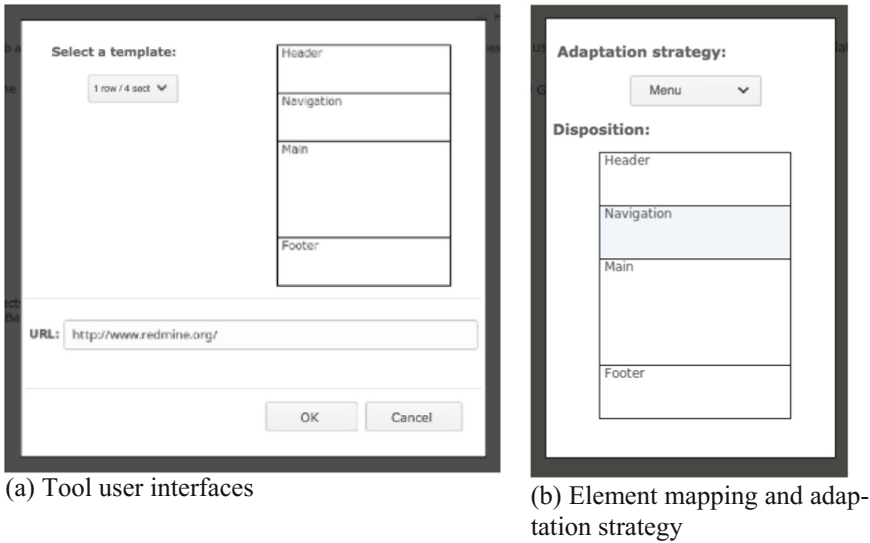 Select a template:
1 row / 4 sect
Header
Navigation
Main
Footer
URL: http://www.redmine.org/
OK Cancel
(a) Tool user interfaces
Adaptation strategy:
Menu
Disposition:
Header
Navigation
Main
Footer
(b) Element mapping and adap-
tation strategy